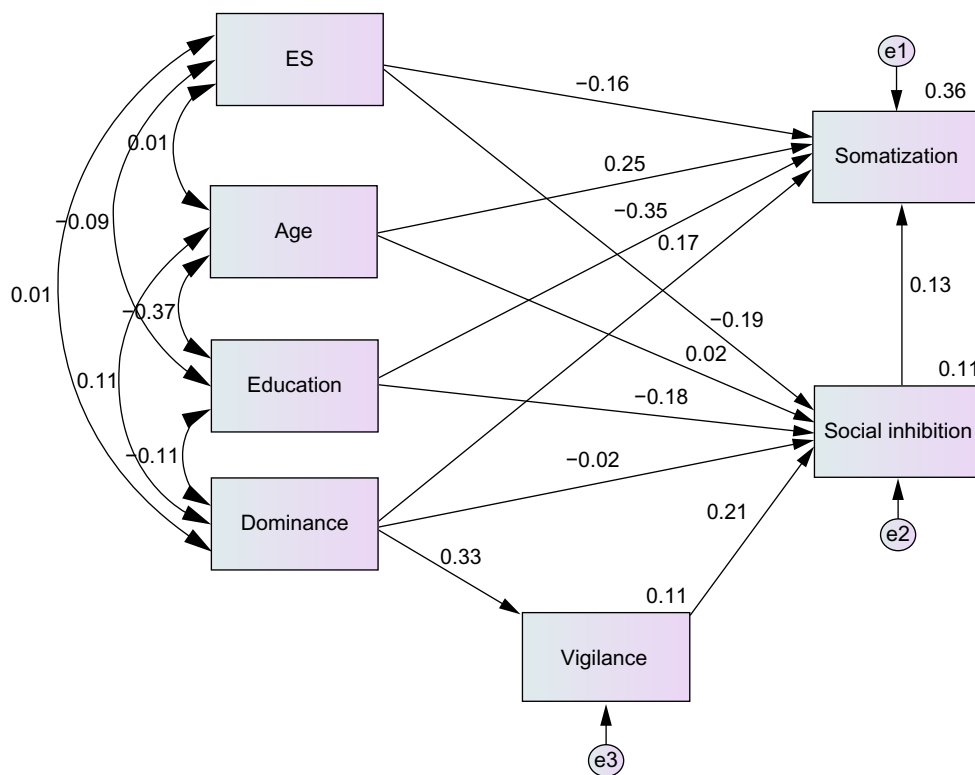 ES
e1
−0.16
0.36
Somatization
0.01
0.25
Age
−0.35
−0.09
0.17
0.01
0.13
−0.37
−0.19
0.02
0.11
0.11
Education
−0.18
Social inhibition
−0.11
−0.02
Dominance
0.21
e2
0.33
0.11
Vigilance
e3